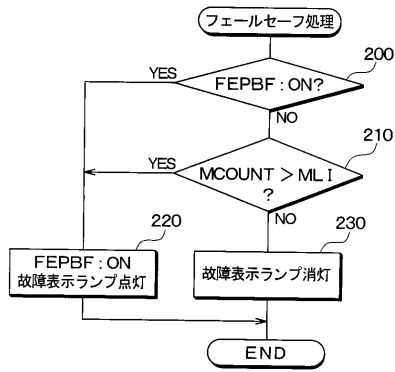 フェールセーフ処理
200
YES
FEPBF:ON?
NO
210
YES
MCOUNT>MLI
?
NO
220
230
FEPBF:ON
故障表示ランプ点灯
故障表示ランプ消灯
END